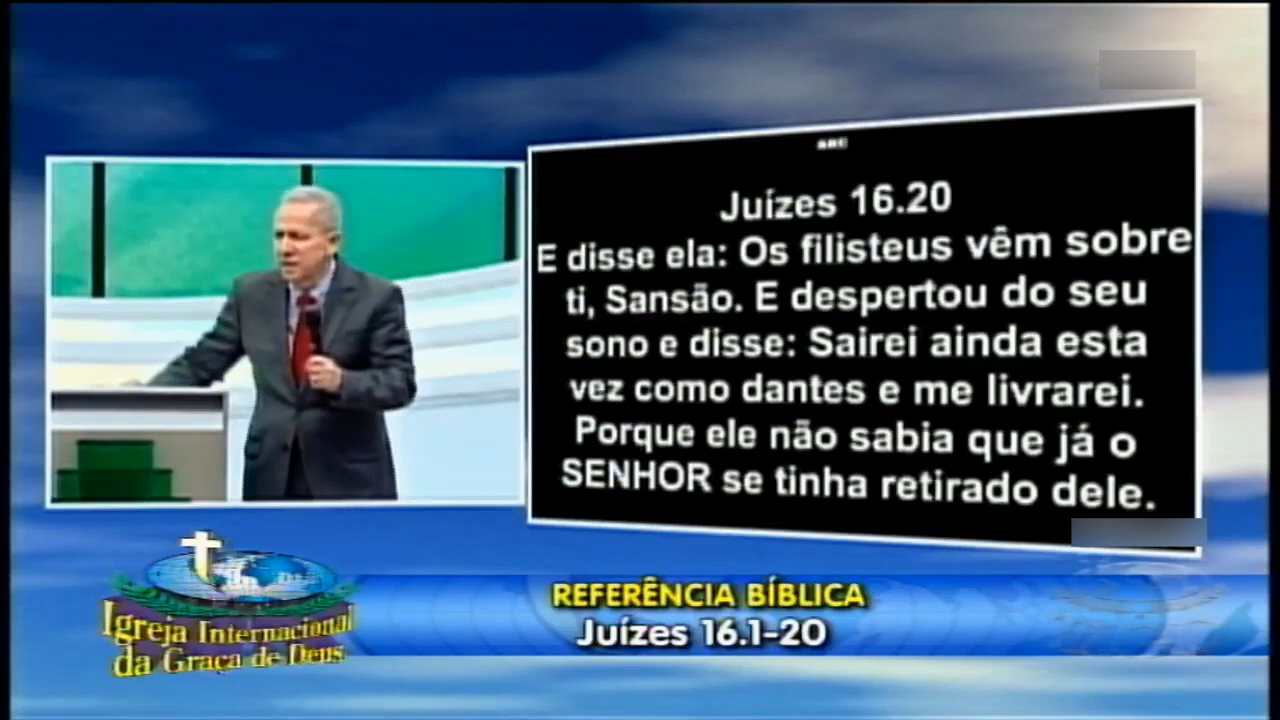 Juízes 16.20
E disse ela: Os filisteus vêm sobre
ti, Sansão. E despertou do seu
sono e disse: Sairei ainda esta
vez como dantes e me livrarei.
Porque ele não sabia que já o
SENHOR se tinha retirado dele.
Igreja Internacional
da Graça de Deus
REFERÊNCIA BÍBLICA
Juízes 16.1-20